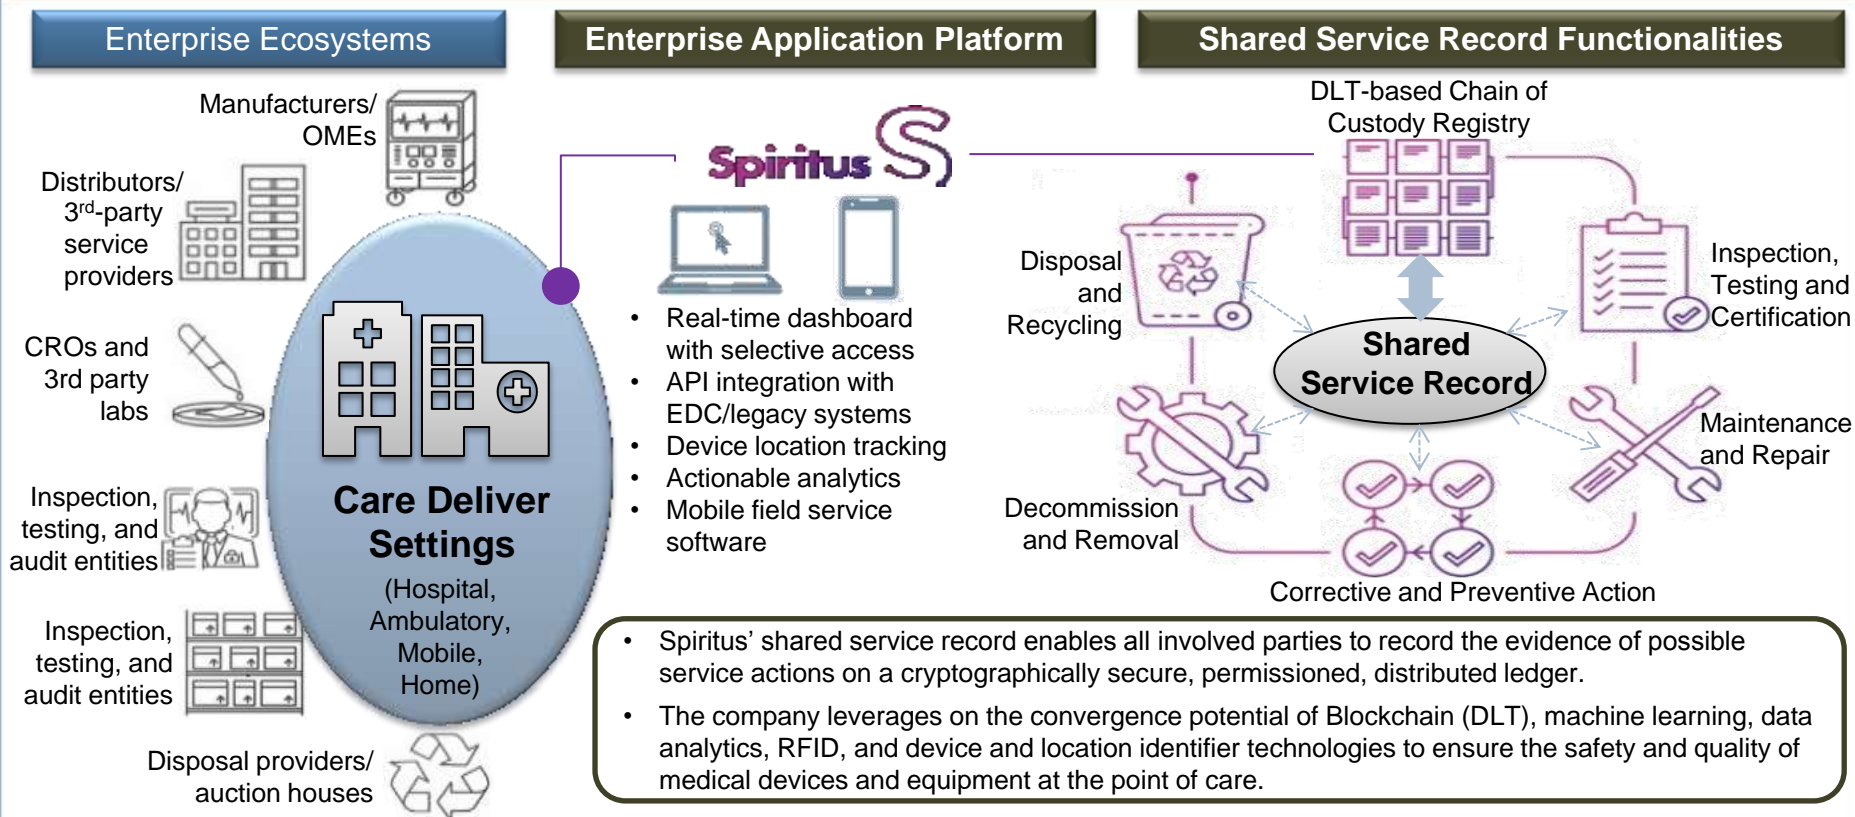 Enterprise Ecosystems
Enterprise Application Platform
Shared Service Record Functionalities
Manufacturers/
OMEs
Distributors/
3rd-party
service
providers
CROs and
3rd party
labs
Inspection,
testing, and
audit entities
Inspection,
testing, and
audit entities
Disposal providers/
auction houses
Care Deliver
Settings
(Hospital,
Ambulatory,
Mobile,
Home)
Spiritus S
• Real-time dashboard
with selective access
• API integration with
EDC/legacy systems
• Device location tracking
• Actionable analytics
• Mobile field service
software
DLT-based Chain of
Custody Registry
Disposal
and
Recycling
Inspection,
Testing and
Certification
Shared
Service Record
Maintenance
and Repair
Decommission
and Removal
Corrective and Preventive Action
• Spiritus’ shared service record enables all involved parties to record the evidence of possible
service actions on a cryptographically secure, permissioned, distributed ledger.
• The company leverages on the convergence potential of Blockchain (DLT), machine learning, data
analytics, RFID, and device and location identifier technologies to ensure the safety and quality of
medical devices and equipment at the point of care.